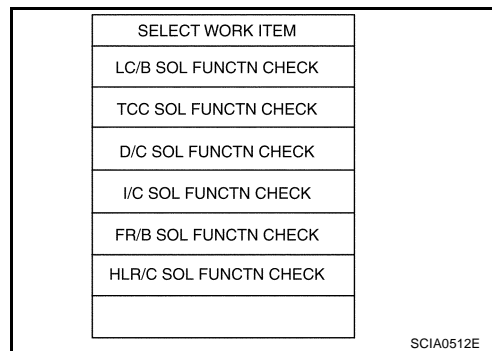 SELECT WORK ITEM
LC/B SOL FUNCTN CHECK
TCC SOL FUNCTN CHECK
D/C SOL FUNCTN CHECK
I/C SOL FUNCTN CHECK
FR/B SOL FUNCTN CHECK
HLR/C SOL FUNCTN CHECK
SCIA0512E